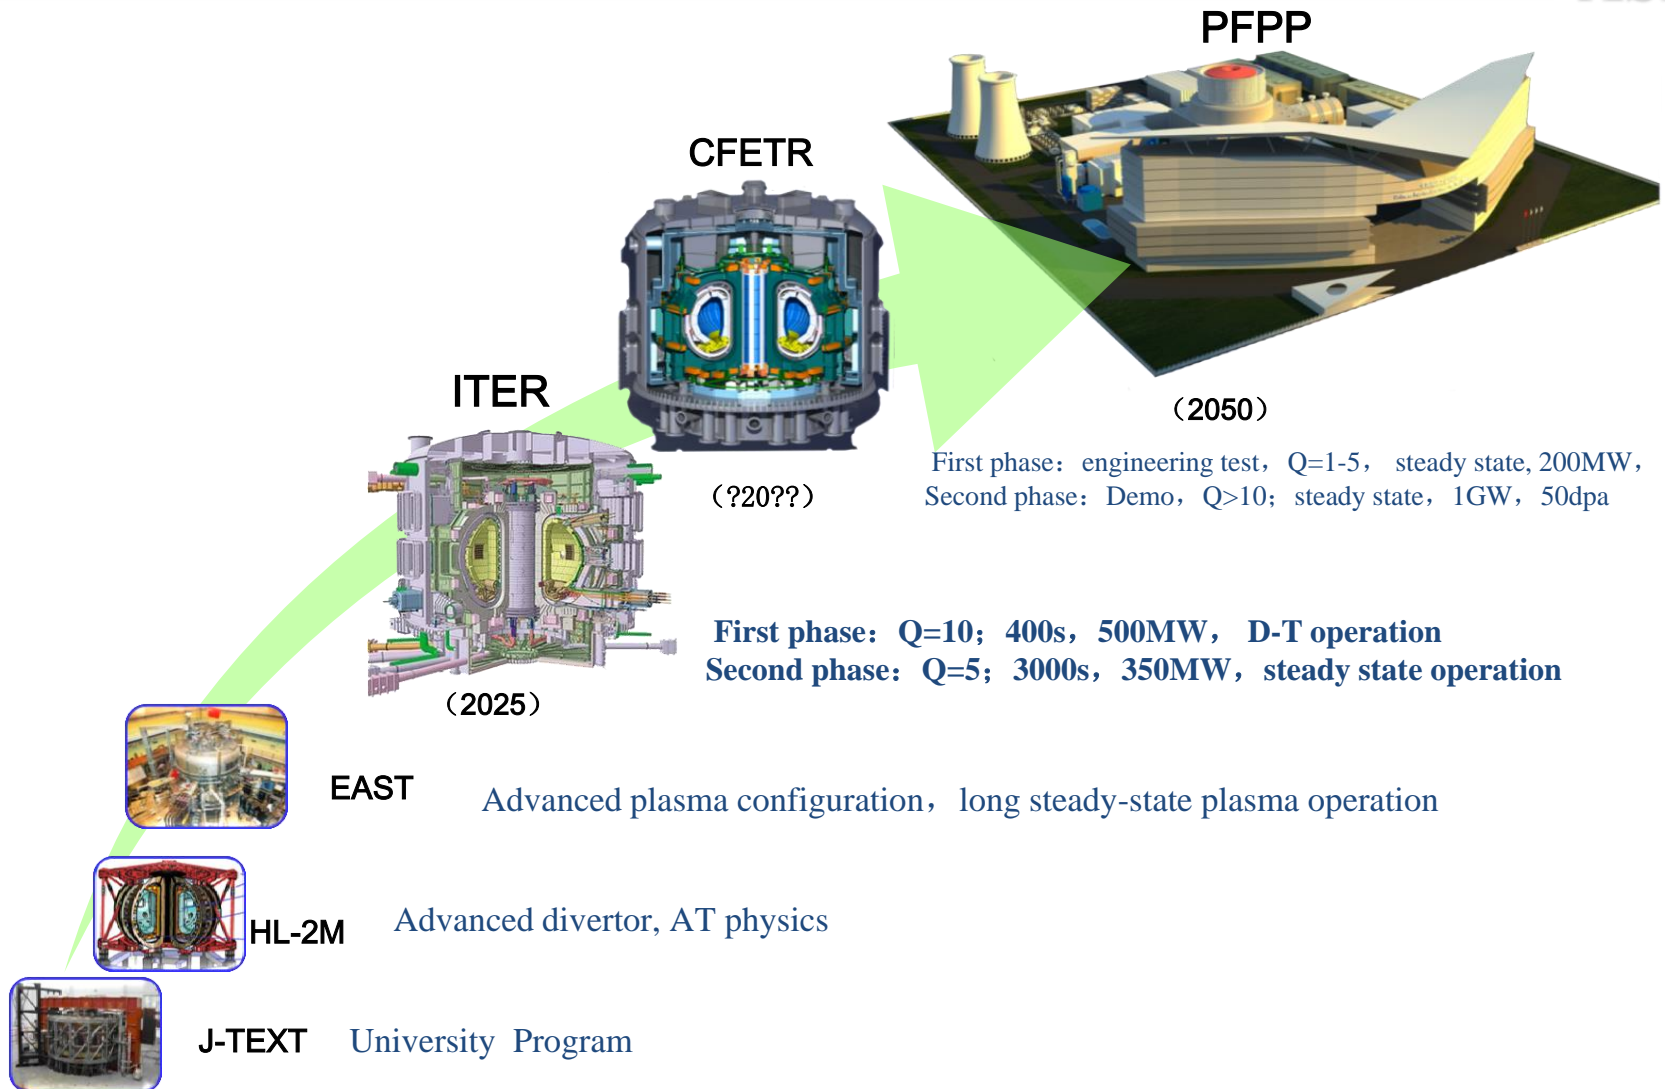 PFPP
CFETR
ITER
（2050）
First phase：engineering test，Q=1-5， steady state, 200MW，
Second phase：Demo，Q>10；steady state，1GW，50dpa
（?20??）
First phase：Q=10；400s，500MW， D-T operation
Second phase：Q=5；3000s，350MW，steady state operation
（2025）
EAST
Advanced plasma configuration，long steady-state plasma operation
HL-2M
Advanced divertor, AT physics
J-TEXT
University Program